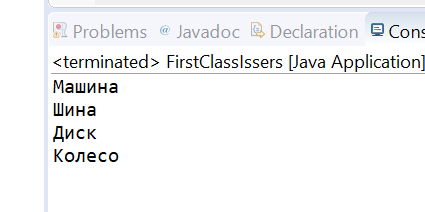 Problems @ Javadoc Declaration Cons
<terminated> FirstClassIssers [Java Application]
Машина
Шина
Диск
Колесо